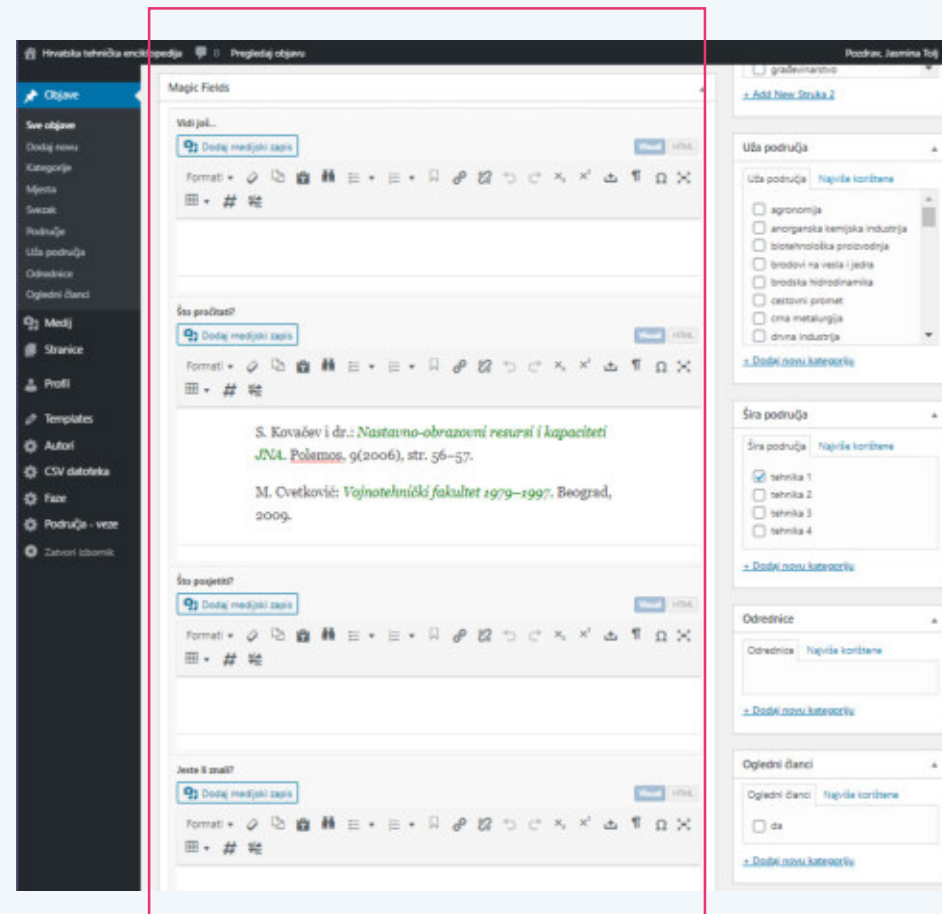 Hrvatska tehnička enciklopedija 0 Pregledaj objavu Pozdrav, Jasmina Tolj
Objave
Sve objave
Dodaj novu
Kategorije
Mjesta
Svezak
Područje
Uža područja
Odrednice
Ogledni članci
Medij
Stranice
Profil
Templates
Autori
CSV datoteka
Faze
Područja - veze
Zatvori izbornik
Magic Fields
Vidi još...
Dodaj medijski zapis Visual HTML
Formati
Što pročitati?
Dodaj medijski zapis Visual HTML
Formati
S. Kovačev i dr.: Nastavno-obrazovni resursi i kapaciteti
JNA. Polemos, 9(2006), str. 56–57.
M. Cvetković: Vojnotehnički fakultet 1979–1997. Beograd,
2009.
Što posjetiti?
Dodaj medijski zapis Visual HTML
Formati
Jeste li znali?
Dodaj medijski zapis Visual HTML
Formati
građevinarstvo
+ Add New Struka 2
Uža područja
Uža područja Najviše korištene
agronomija
anorganska kemijska industrija
biotehnološka proizvodnja
brodovi na vesla i jedra
brodska hidrodinamika
cestovni promet
crna metalurgija
drvna industrija
+ Dodaj novu kategoriju
Šira područja
Šira područja Najviše korištene
tehnika 1
tehnika 2
tehnika 3
tehnika 4
+ Dodaj novu kategoriju
Odrednice
Odrednice Najviše korištene
+ Dodaj novu kategoriju
Ogledni članci
Ogledni članci Najviše korištene
da
+ Dodaj novu kategoriju